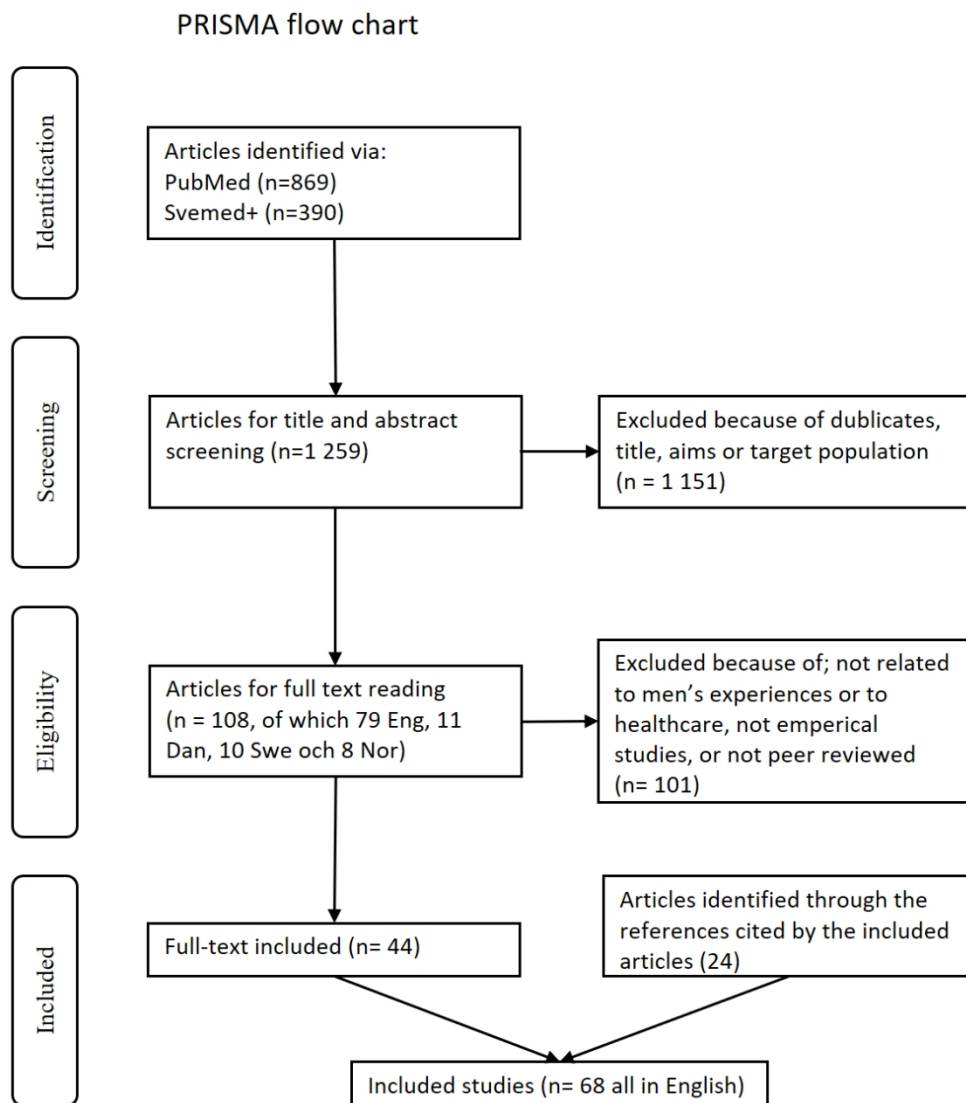 PRISMA flow chart
Identification
Articles identified via:
PubMed (n=869)
Svemed+ (n=390)
Screening
Articles for title and abstract
screening (n=1 259)
Excluded because of dublicates,
title, aims or target population
(n = 1 151)
Eligibility
Articles for full text reading
(n = 108, of which 79 Eng, 11
Dan, 10 Swe och 8 Nor)
Excluded because of; not related
to men’s experiences or to
healthcare, not emperical
studies, or not peer reviewed
(n= 101)
Included
Full-text included (n= 44)
Articles identified through the
references cited by the included
articles (24)
Included studies (n= 68 all in English)